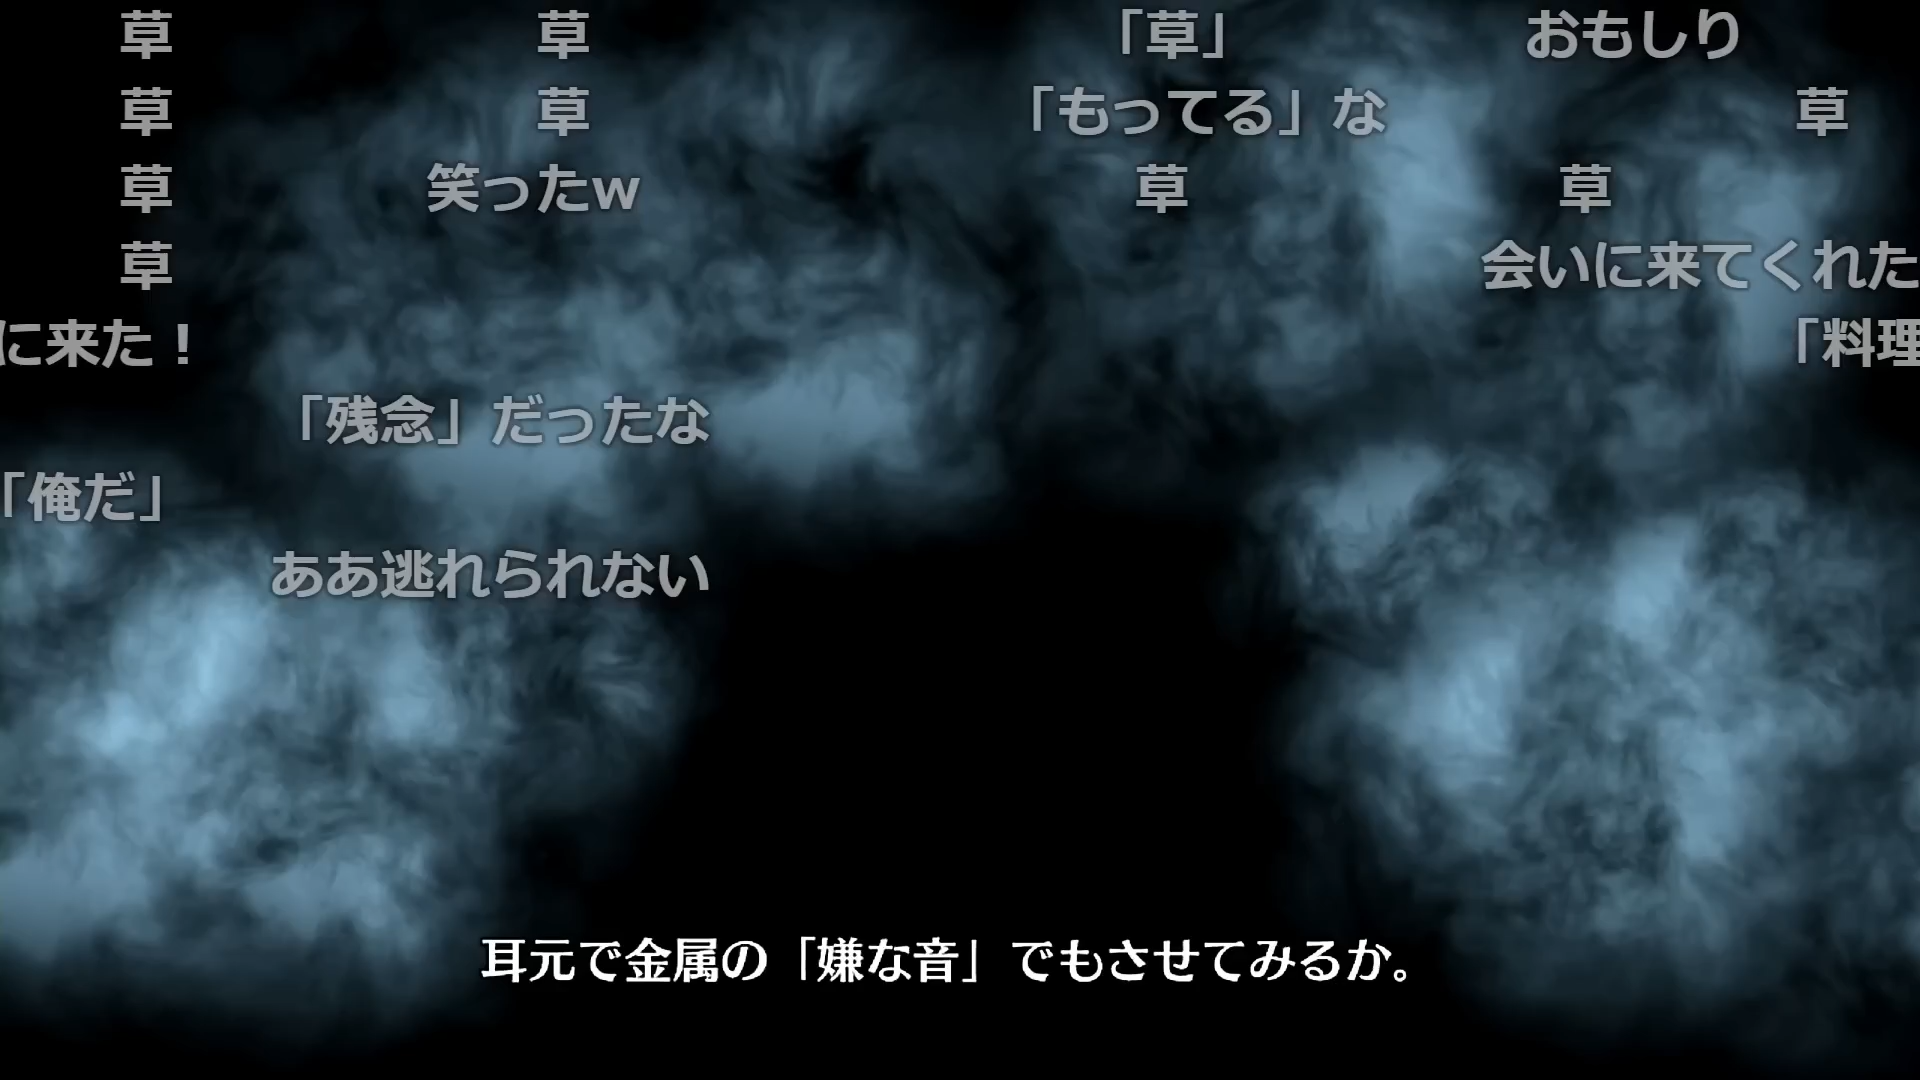 草 草 「草」 おもしり
草 草 「もってる」な 草
草 笑ったw 草 草
草 会いに来てくれた
に来た！ 「料理
「残念」だったな
「俺だ」
ああ逃れられない
耳元で金属の「嫌な音」でもさせてみるか。